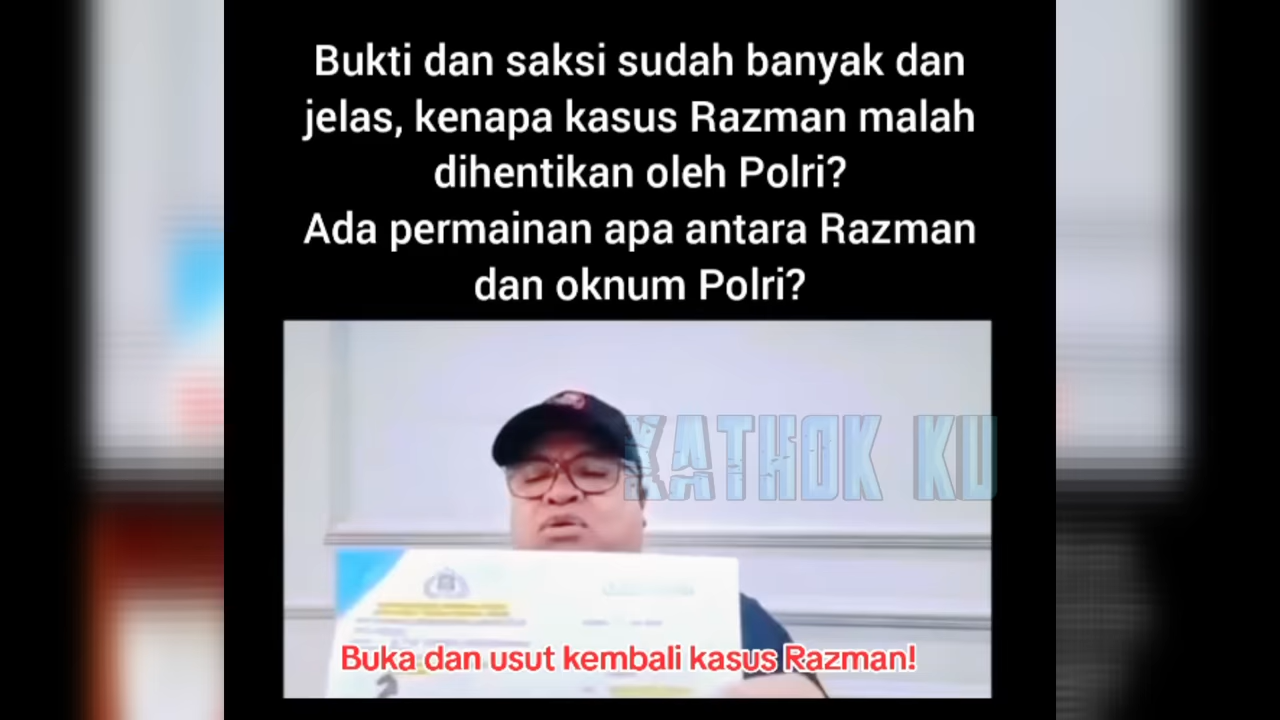 Bukti dan saksi sudah banyak dan
jelas, kenapa kasus Razman malah
dihentikan oleh Polri?
Ada permainan apa antara Razman
dan oknum Polri?
KATHOK KU
Buka dan usut kembali kasus Razman!